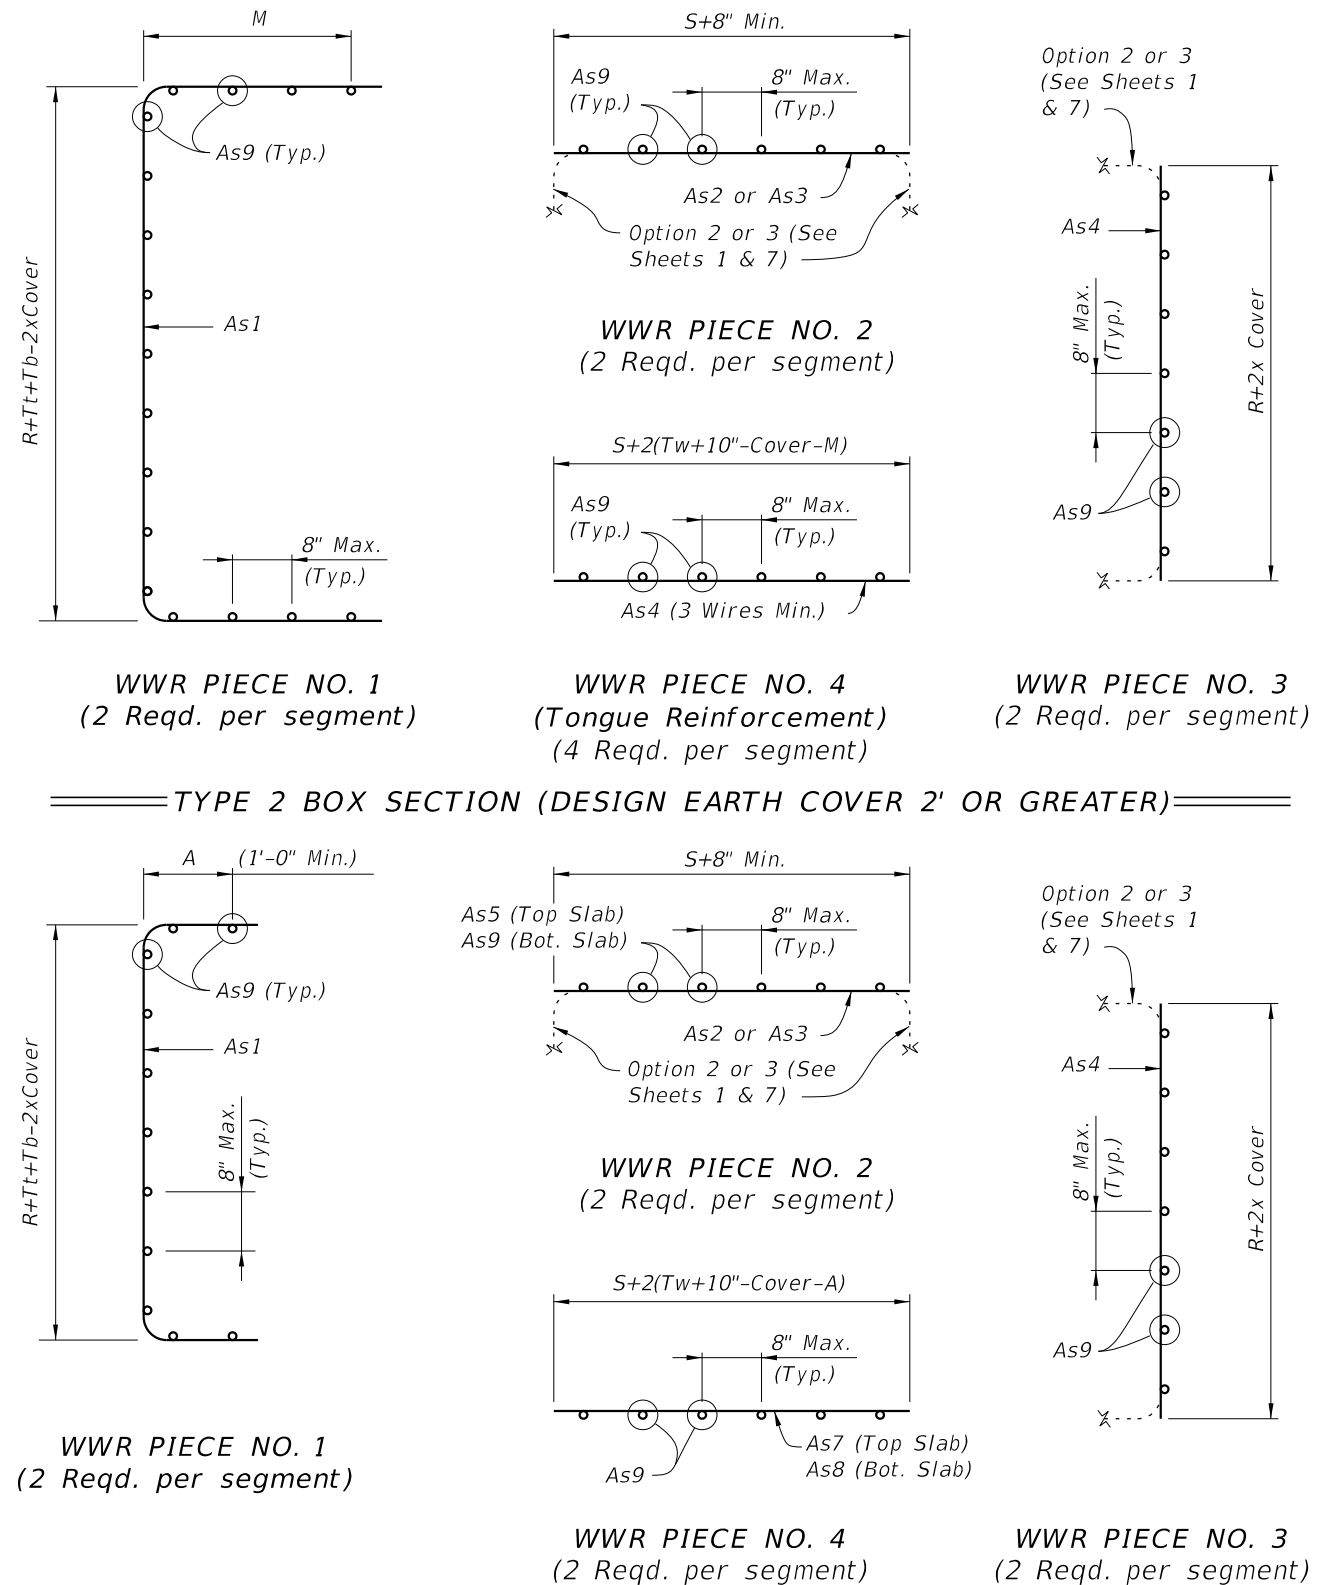 M
R+Tt+Tb-2xCover
As9 (Typ.)
As1
8" Max.
(Typ.)
WWR PIECE NO. 1
(2 Reqd. per segment)
S+8" Min.
As9
(Typ.)
8" Max.
(Typ.)
As2 or As3
Option 2 or 3 (See
Sheets 1 & 7)
WWR PIECE NO. 2
(2 Reqd. per segment)
S+2(Tw+10"-Cover-M)
As9
(Typ.)
8" Max.
(Typ.)
As4 (3 Wires Min.)
WWR PIECE NO. 4
(Tongue Reinforcement)
(4 Reqd. per segment)
Option 2 or 3
(See Sheets 1
& 7)
As4
8" Max.
(Typ.)
R+2x Cover
As9
WWR PIECE NO. 3
(2 Reqd. per segment)
TYPE 2 BOX SECTION (DESIGN EARTH COVER 2' OR GREATER)
A (1'-0" Min.)
As9 (Typ.)
As1
R+Tt+Tb-2xCover
8" Max.
(Typ.)
WWR PIECE NO. 1
(2 Reqd. per segment)
S+8" Min.
As5 (Top Slab)
As9 (Bot. Slab)
8" Max.
(Typ.)
As2 or As3
Option 2 or 3 (See
Sheets 1 & 7)
WWR PIECE NO. 2
(2 Reqd. per segment)
S+2(Tw+10"-Cover-A)
8" Max.
(Typ.)
As9
As7 (Top Slab)
As8 (Bot. Slab)
WWR PIECE NO. 4
(2 Reqd. per segment)
Option 2 or 3
(See Sheets 1
& 7)
As4
8" Max.
(Typ.)
R+2x Cover
As9
WWR PIECE NO. 3
(2 Reqd. per segment)